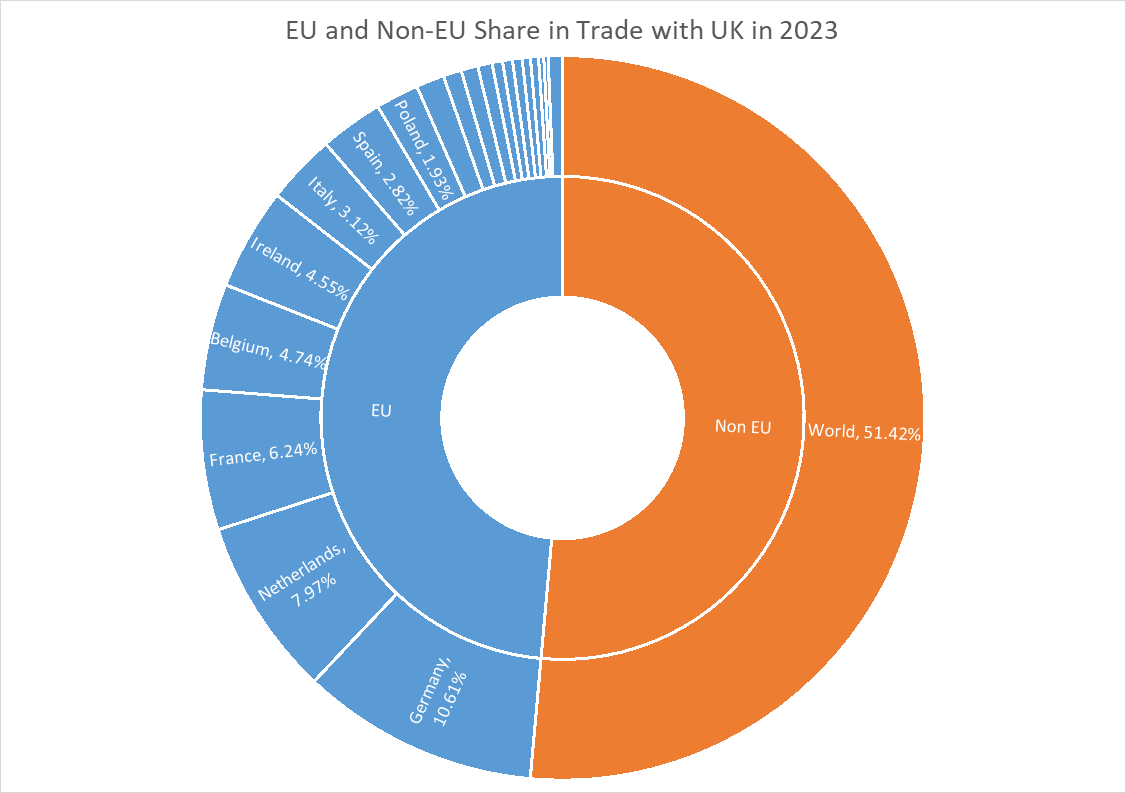 EU and Non-EU Share in Trade with UK in 2023
Poland, 1.93%
Spain, 2.82%
Italy, 3.12%
Ireland, 4.55%
Belgium, 4.74%
EU
Non EU
World, 51.42%
France, 6.24%
Netherlands,
7.97%
Germany,
10.61%